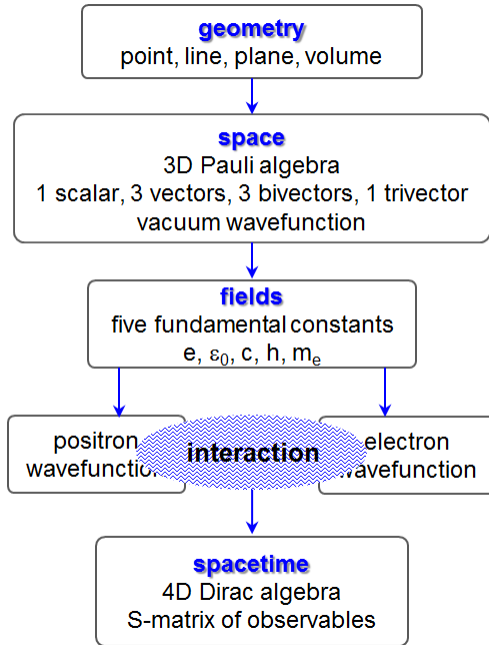 geometry
point, line, plane, volume
space
3D Pauli algebra
1 scalar, 3 vectors, 3 bivectors, 1 trivector
vacuum wavefunction
fields
five fundamental constants
e, ε₀, c, h, mₑ
positron
wavefunction
interaction
electron
wavefunction
spacetime
4D Dirac algebra
S-matrix of observables